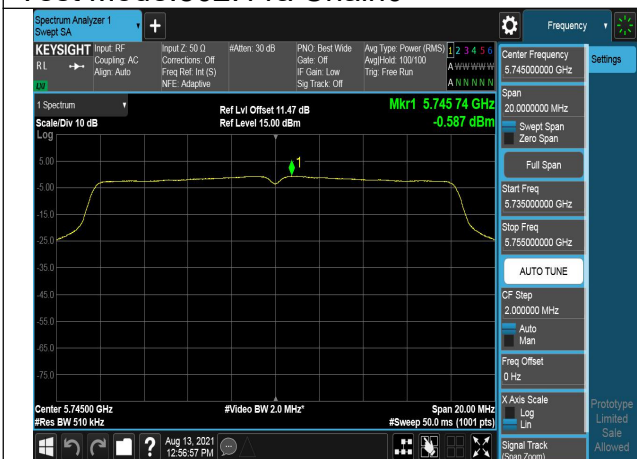 Spectrum Analyzer 1
Swept SA
Frequency
KEYSIGHT
RL
Input: RF
Coupling: AC
Align: Auto
Input Z: 50 Ω
Corrections: Off
Freq Ref: Int (S)
NFE: Adaptive
#Atten: 30 dB
PNO: Best Wide
Gate: Off
IF Gain: Low
Sig Track: Off
Avg Type: Power (RMS)
Avg|Hold: 100/100
Trig: Free Run
1 2 3 4 5 6
A W W W W W
A N N N N N
1 Spectrum
Scale/Div 10 dB
Log
Ref Lvl Offset 11.47 dB
Ref Level 15.00 dBm
Mkr1 5.745 74 GHz
-0.587 dBm
1
5.00
-5.00
-15.0
-25.0
-35.0
-45.0
-55.0
-65.0
-75.0
Center 5.74500 GHz
#Res BW 510 kHz
#Video BW 2.0 MHz*
Span 20.00 MHz
#Sweep 50.0 ms (1001 pts)
Aug 13, 2021
12:56:57 PM
?
Center Frequency
5.745000000 GHz
Settings
Span
20.0000000 MHz
Swept Span
Zero Span
Full Span
Start Freq
5.735000000 GHz
Stop Freq
5.755000000 GHz
AUTO TUNE
CF Step
2.000000 MHz
Auto
Man
Freq Offset
0 Hz
X Axis Scale
Log
Lin
Signal Track
(Span Zoom)
Prototype
Limited
Sale
Allowed